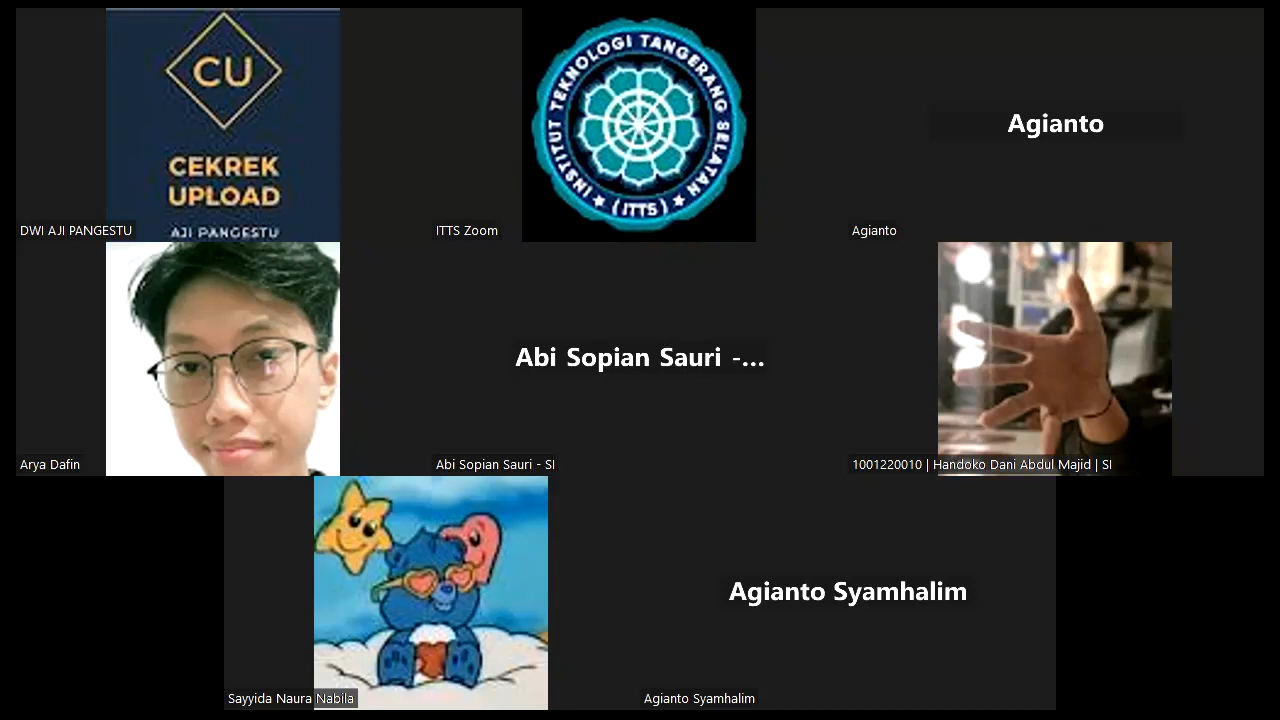 CU
CEKREK
UPLOAD
AJI PANGESTU
DWI AJI PANGESTU
INSTITUT TEKNOLOGI TANGERANG SELATAN
★ (ITTS) ★
ITTS Zoom
Agianto
Agianto
Arya Dafin
Abi Sopian Sauri -...
Abi Sopian Sauri - SI
1001220010 | Handoko Dani Abdul Majid | SI
Sayyida Naura Nabila
Agianto Syamhalim
Agianto Syamhalim